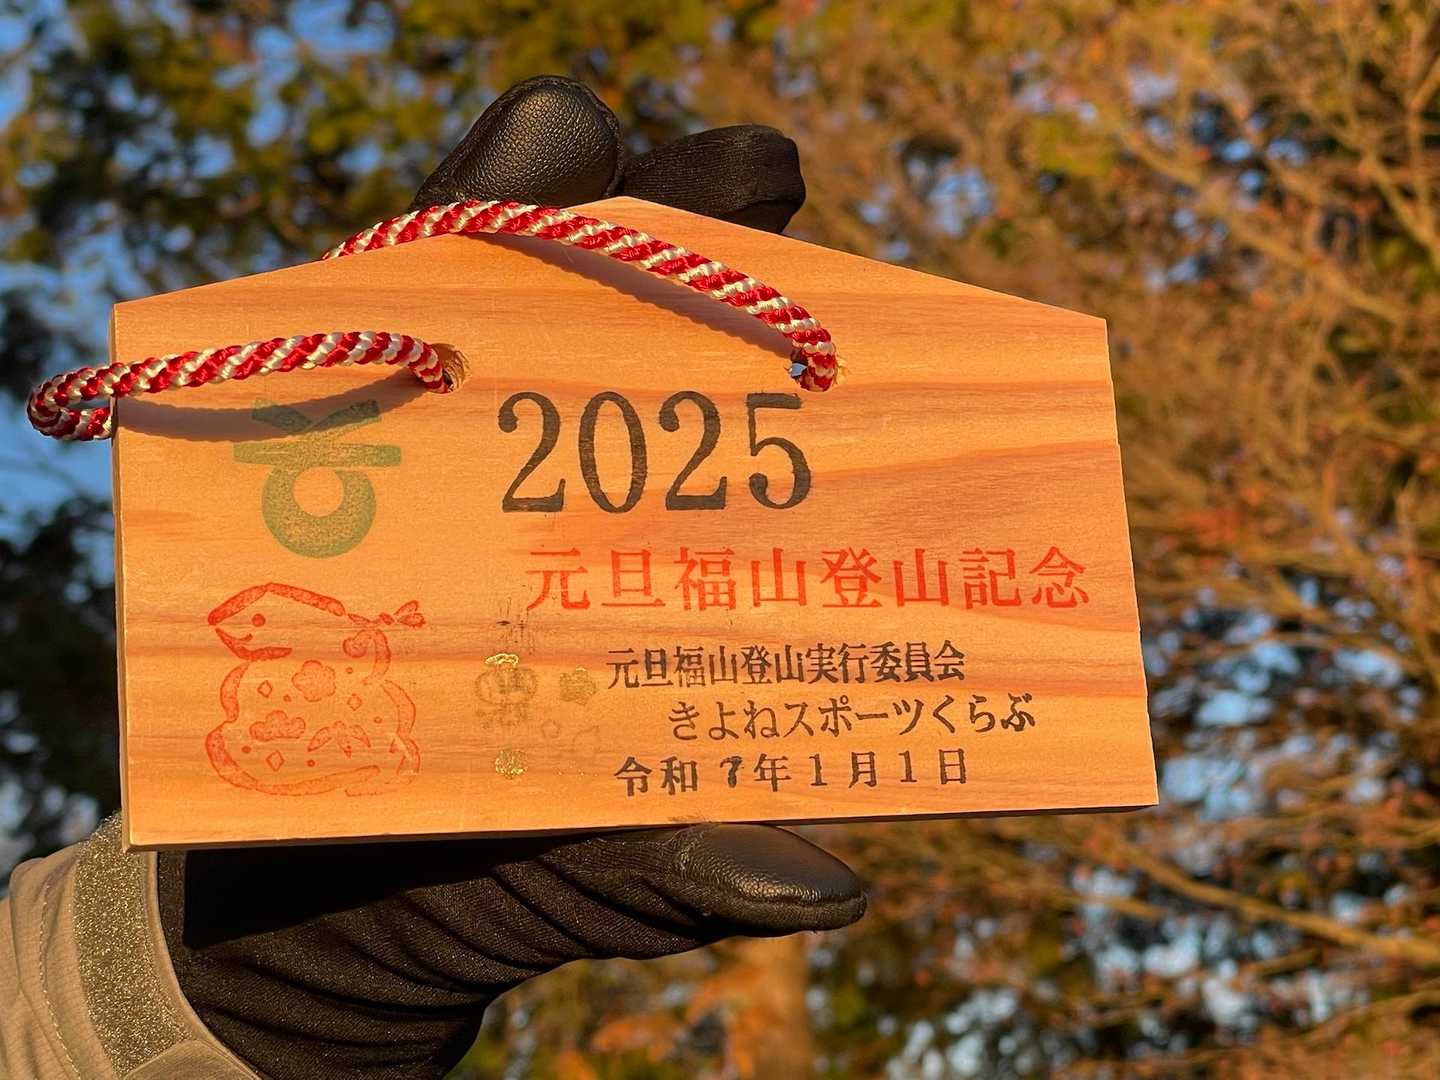 2025
元旦福山登山記念
元旦福山登山実行委員会
きよねスポーツくらぶ
令和7年1月1日